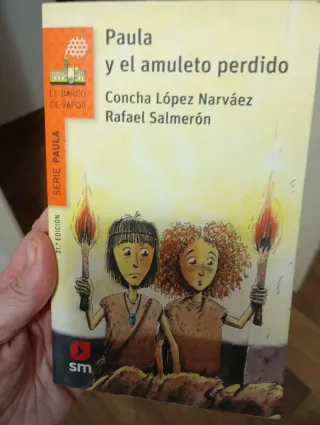 Paula
y el amuleto perdido
Concha López Narváez
Rafael Salmerón
EL BARCO
DE VAPOR
SERIE PAULA
21.ª EDICIÓN
sm